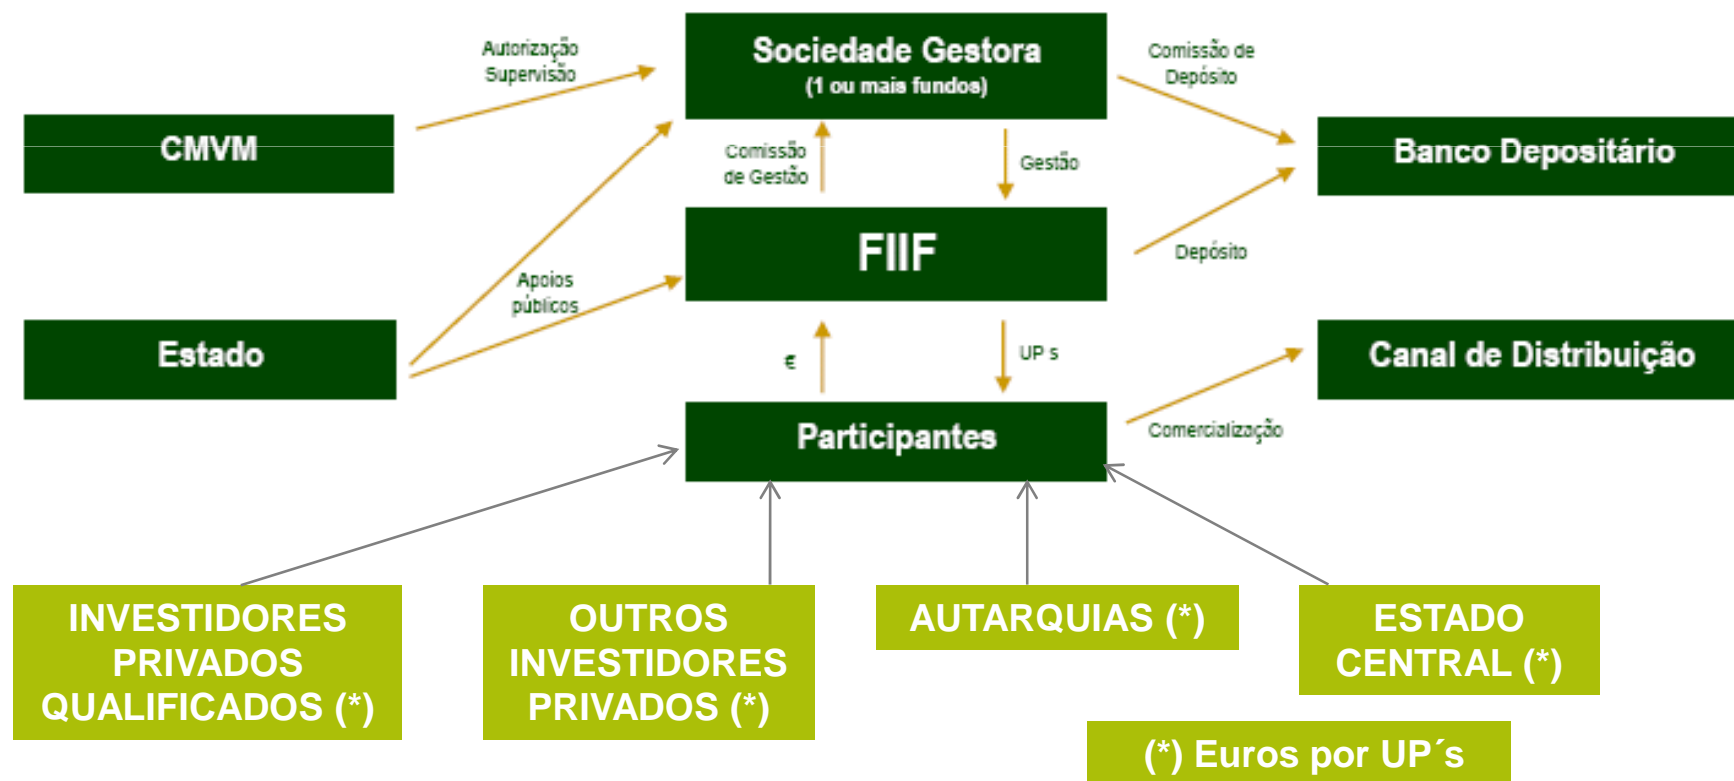 Autorização
Supervisão
Sociedade Gestora
(1 ou mais fundos)
Comissão de
Depósito
CMVM
Comissão
de Gestão
Gestão
Banco Depositário
FIIF
Depósito
Apoios
públicos
Estado
€
UP s
Canal de Distribuição
Participantes
Comercialização
INVESTIDORES
PRIVADOS
QUALIFICADOS (*)
OUTROS
INVESTIDORES
PRIVADOS (*)
AUTARQUIAS (*)
ESTADO
CENTRAL (*)
(*) Euros por UP´s